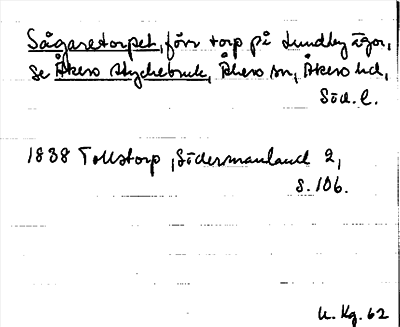 Sågaretorpet, förr torp på Lundby ägor,
se Åkers styckebruk, Åkers sn, Åkers hd,
Söd. l.
1838 Tollstorp, Södermanland 2,
s. 106.
U. Kg. 62